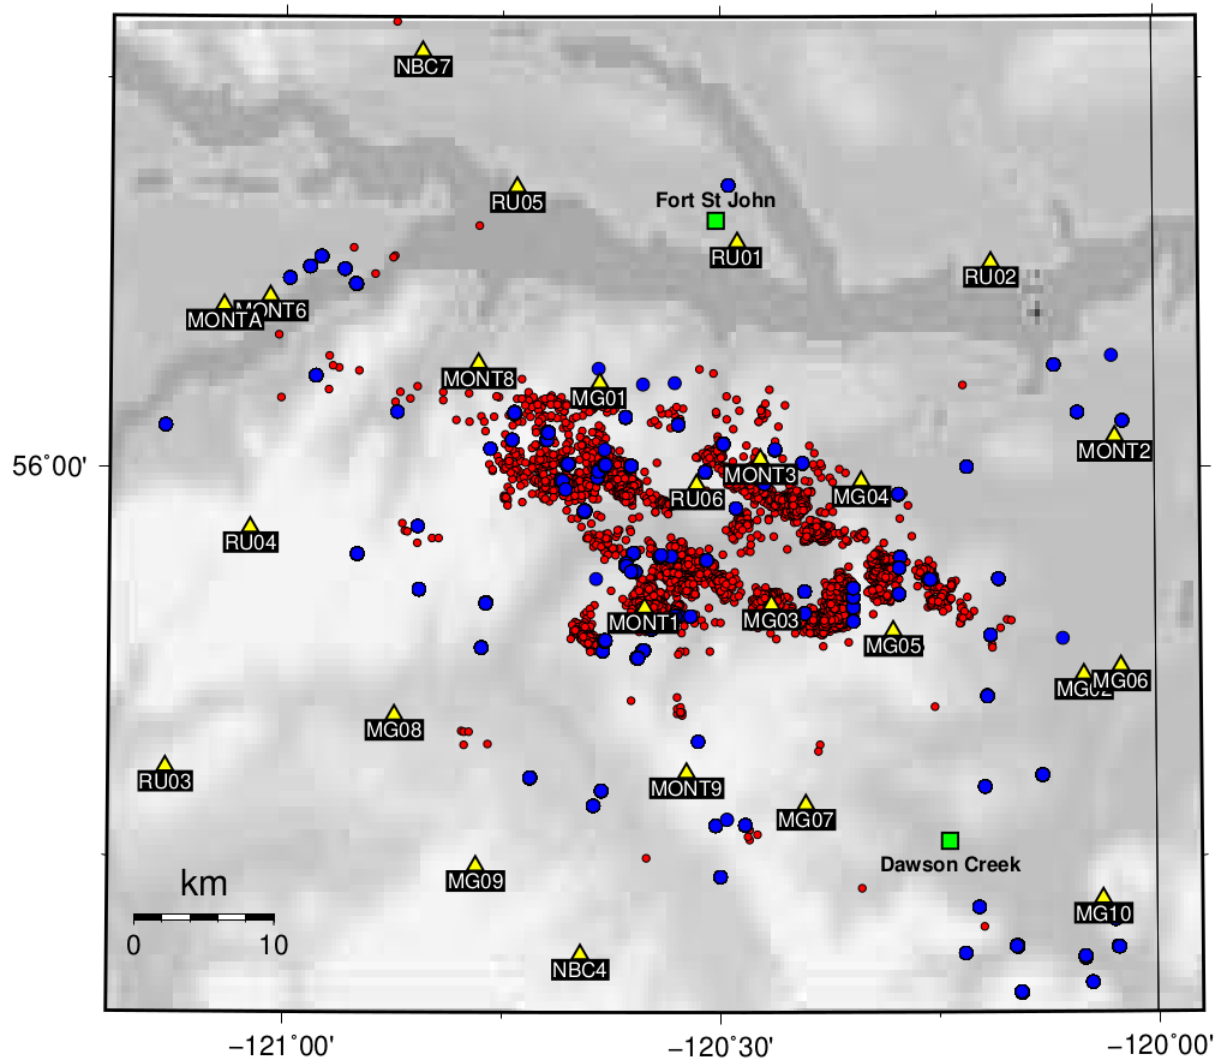 NBC7
RU05
Fort St John
RU01
RU02
MONT6
MONTA
MONT8
MG01
MONT2
56°00'
MONT3
RU06
MG04
RU04
MONT1
MG03
MG05
MG02
MG06
MG08
RU03
MONT9
MG07
Dawson Creek
km
MG09
MG10
0 10
NBC4
−121°00'
−120°30'
−120°00'